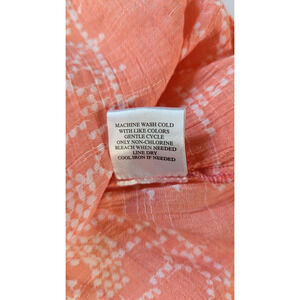 MACHINE WASH COLD
WITH LIKE COLORS
GENTLE CYCLE
ONLY NON-CHLORINE
BLEACH WHEN NEEDED
LINE DRY
COOL IRON IF NEEDED